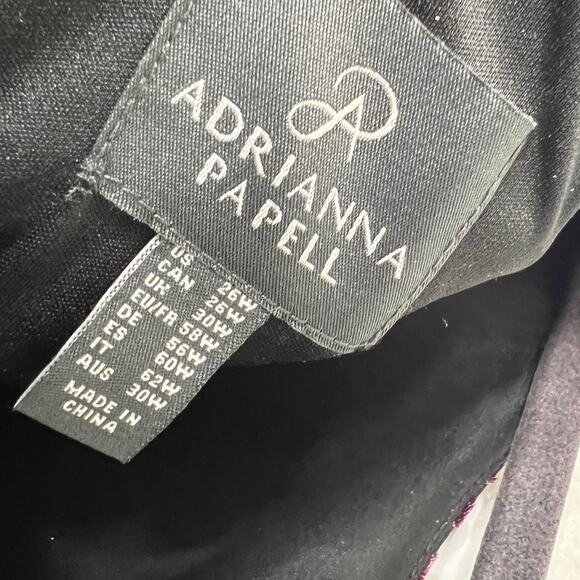 ADRIANNA
PAPELL
US 26W
CAN 26W
UK 30W
EU/FR 58W
DE 56W
ES 60W
IT 62W
AUS 30W
MADE IN
CHINA